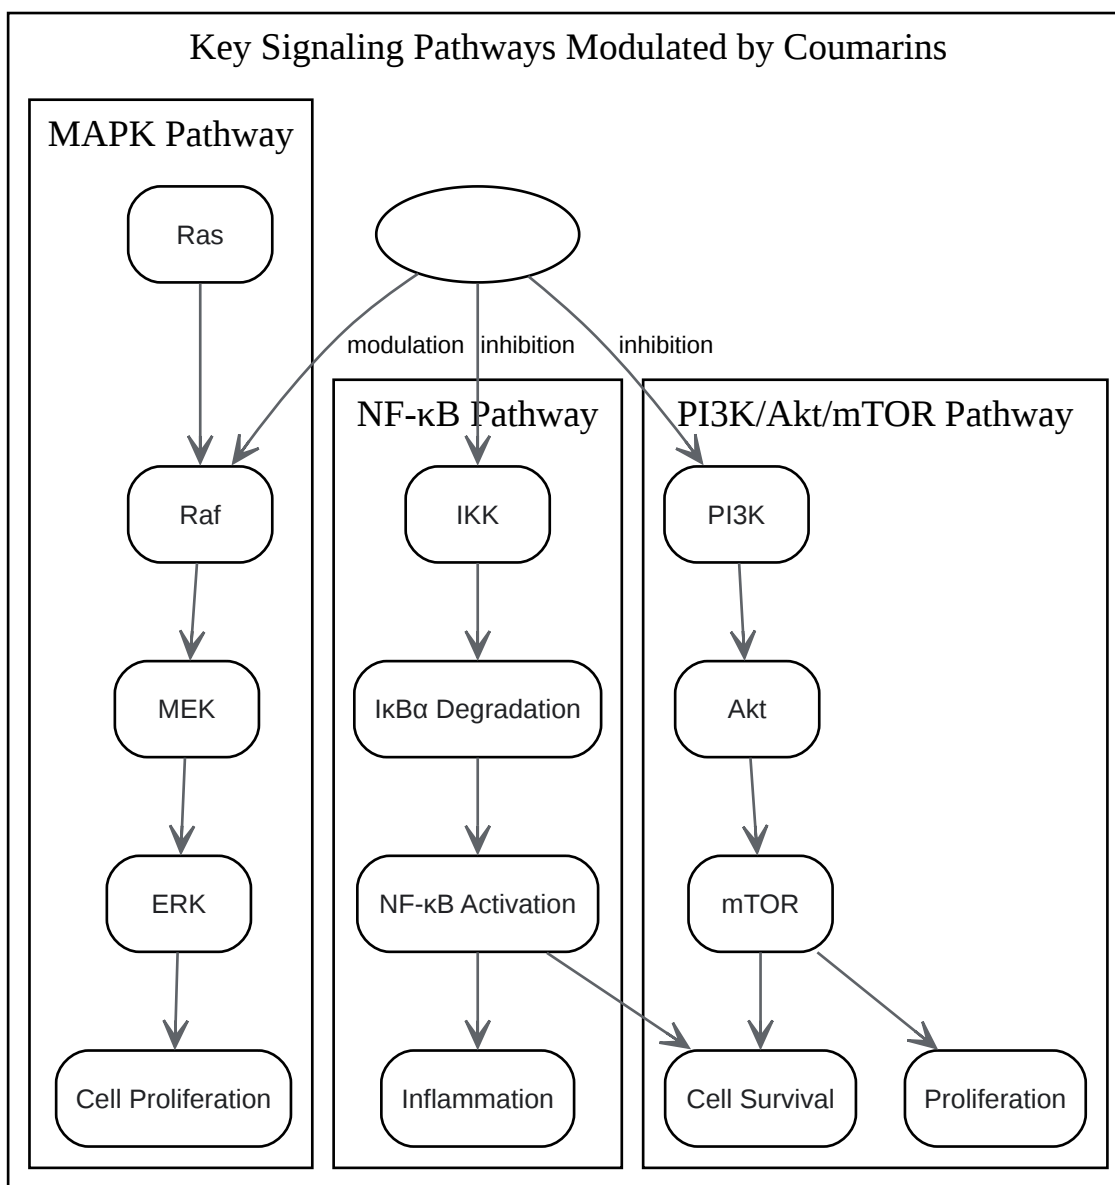 Key Signaling Pathways Modulated by Coumarins
MAPK Pathway
Ras
modulation
inhibition
inhibition
NF-κB Pathway
PI3K/Akt/mTOR Pathway
Raf
IKK
PI3K
MEK
IκBα Degradation
Akt
ERK
NF-κB Activation
mTOR
Cell Proliferation
Inflammation
Cell Survival
Proliferation